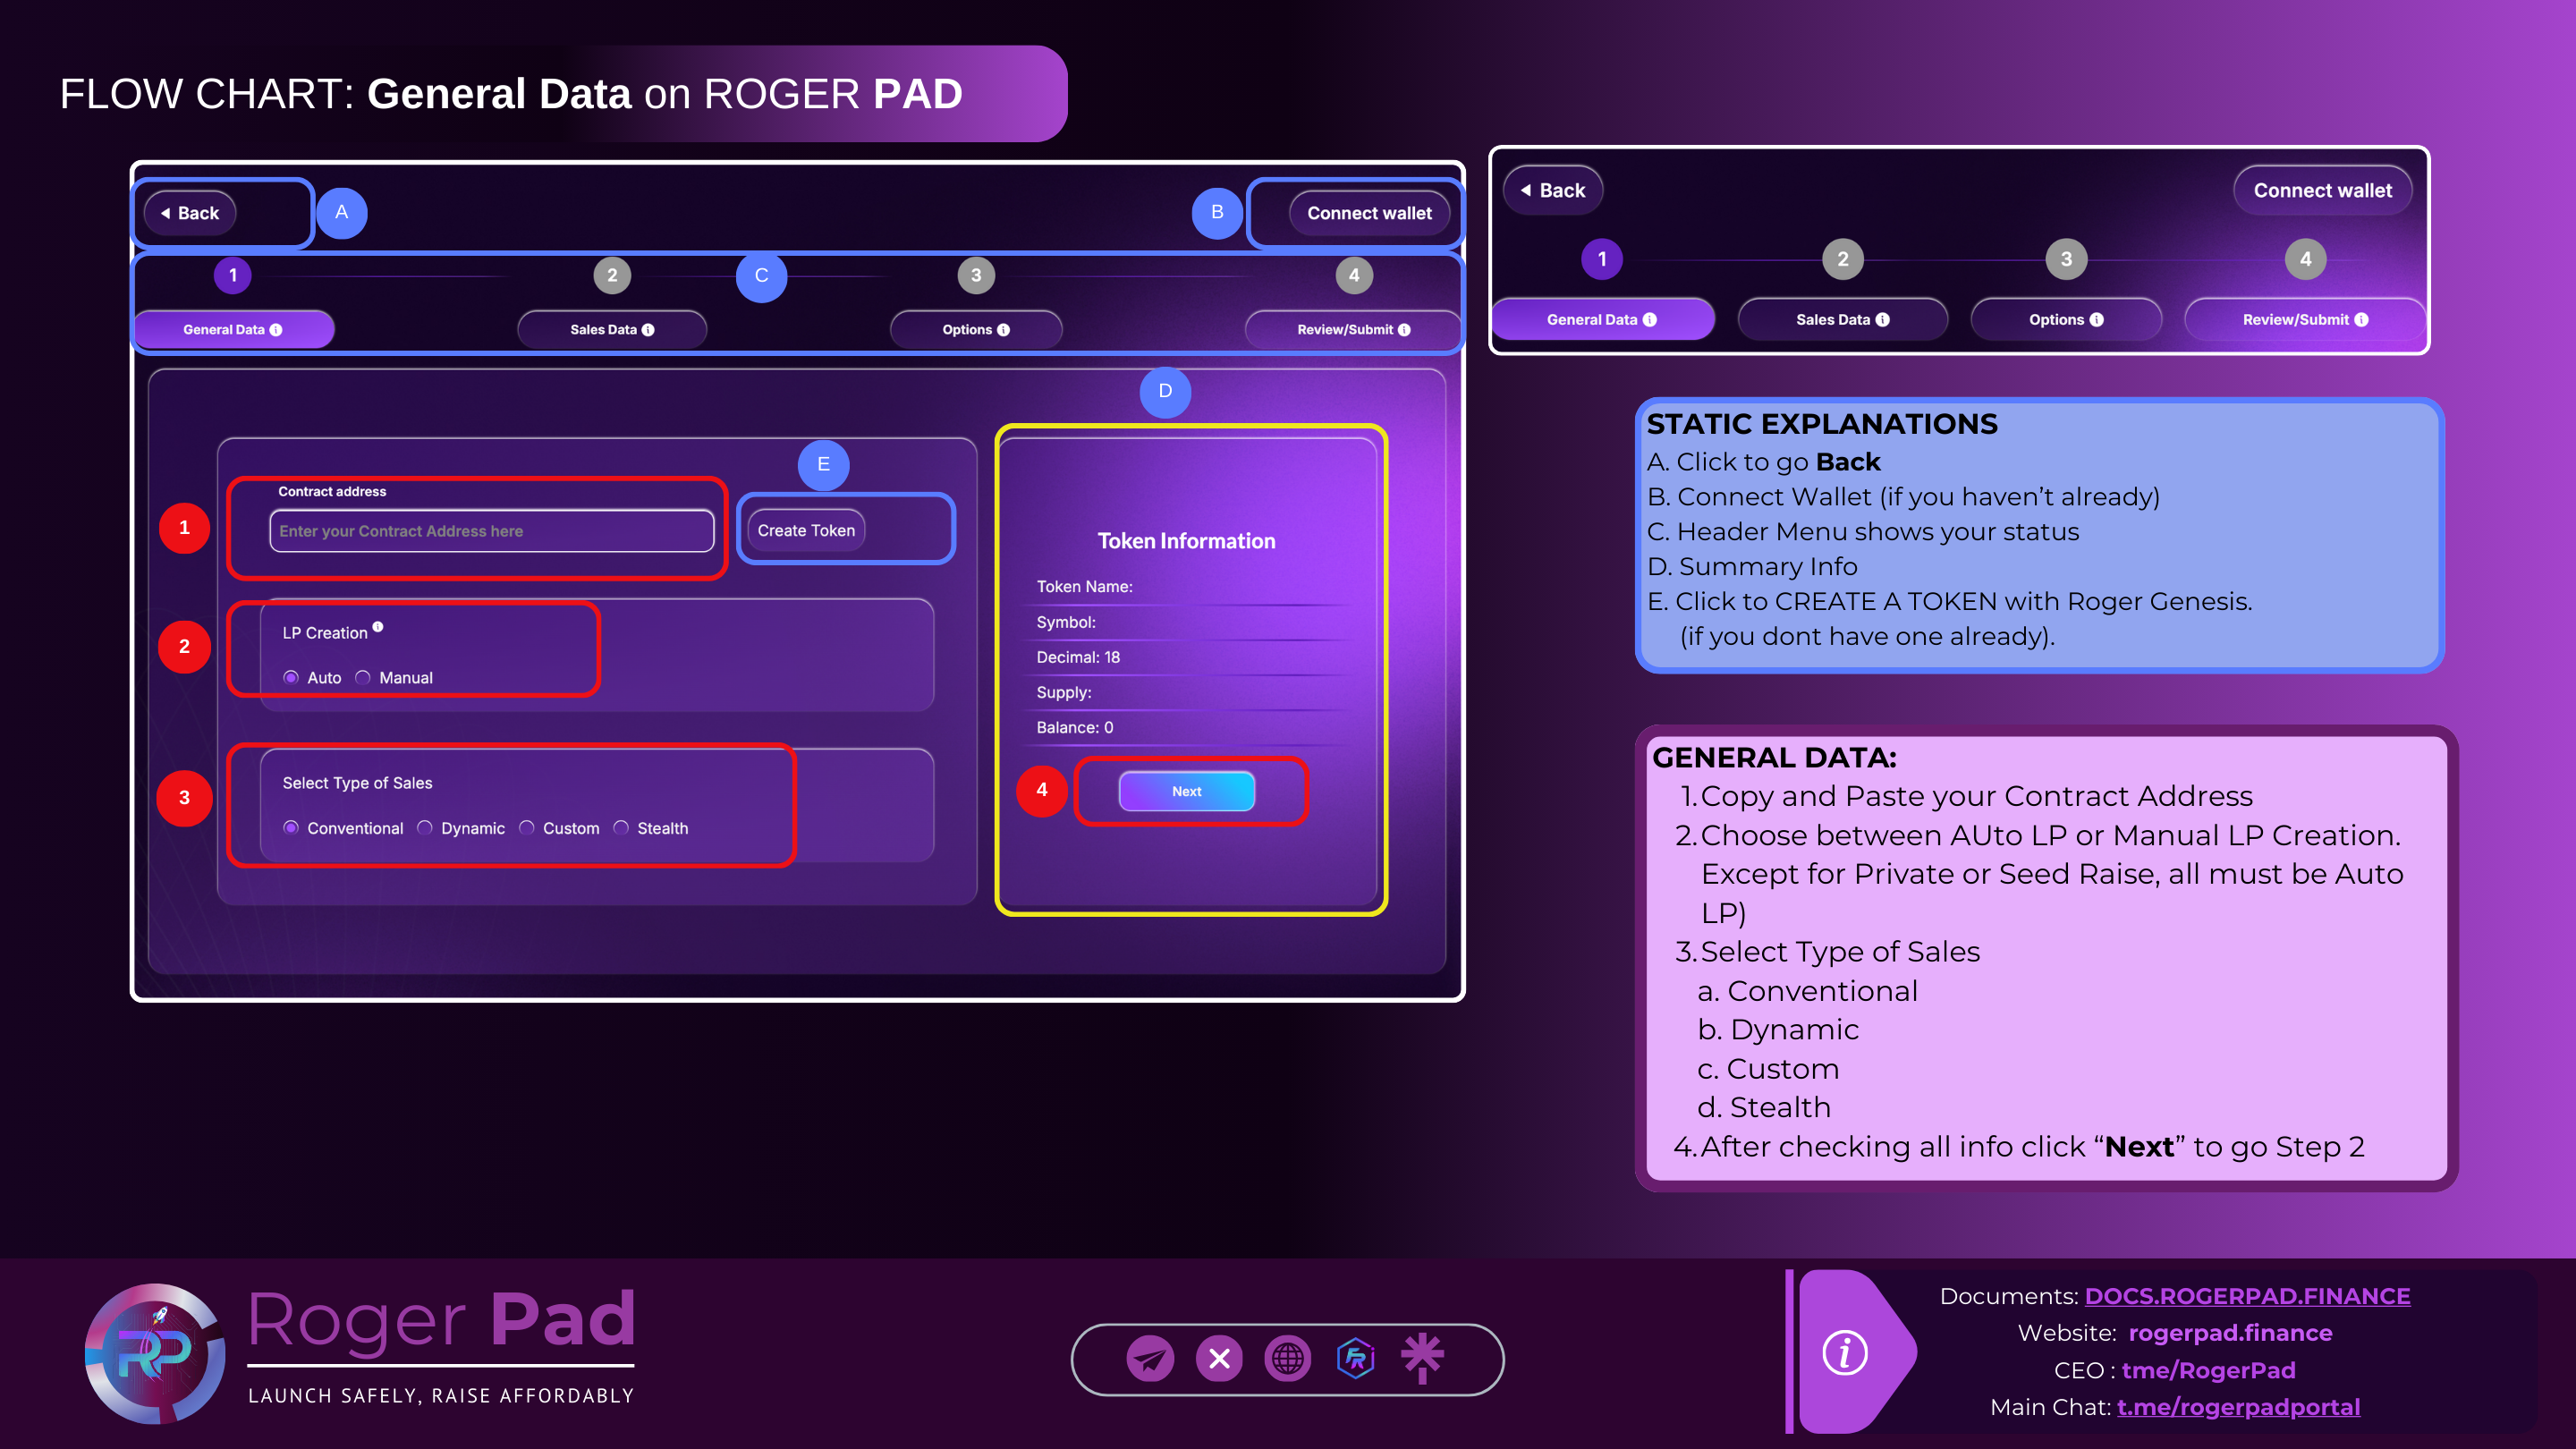 FLOW CHART: General Data on ROGER PAD
Back
A
B
Connect wallet
1
2
C
3
4
General Data
Sales Data
Options
Review/Submit
D
E
1
Contract address
Enter your Contract Address here
Create Token
2
LP Creation
Auto
Manual
3
Select Type of Sales
Conventional
Dynamic
Custom
Stealth
Token Information
Token Name:
Symbol:
Decimal: 18
Supply:
Balance: 0
4
Next
Back
Connect wallet
1
2
3
4
General Data
Sales Data
Options
Review/Submit
STATIC EXPLANATIONS
A. Click to go Back
B. Connect Wallet (if you haven’t already)
C. Header Menu shows your status
D. Summary Info
E. Click to CREATE A TOKEN with Roger Genesis.
(if you dont have one already).
GENERAL DATA:
1. Copy and Paste your Contract Address
2. Choose between AUto LP or Manual LP Creation.
Except for Private or Seed Raise, all must be Auto
LP)
3. Select Type of Sales
a. Conventional
b. Dynamic
c. Custom
d. Stealth
4. After checking all info click “Next” to go Step 2
RP
Roger Pad
LAUNCH SAFELY, RAISE AFFORDABLY
Documents: DOCS.ROGERPAD.FINANCE
Website: rogerpad.finance
CEO : tme/RogerPad
Main Chat: t.me/rogerpadportal